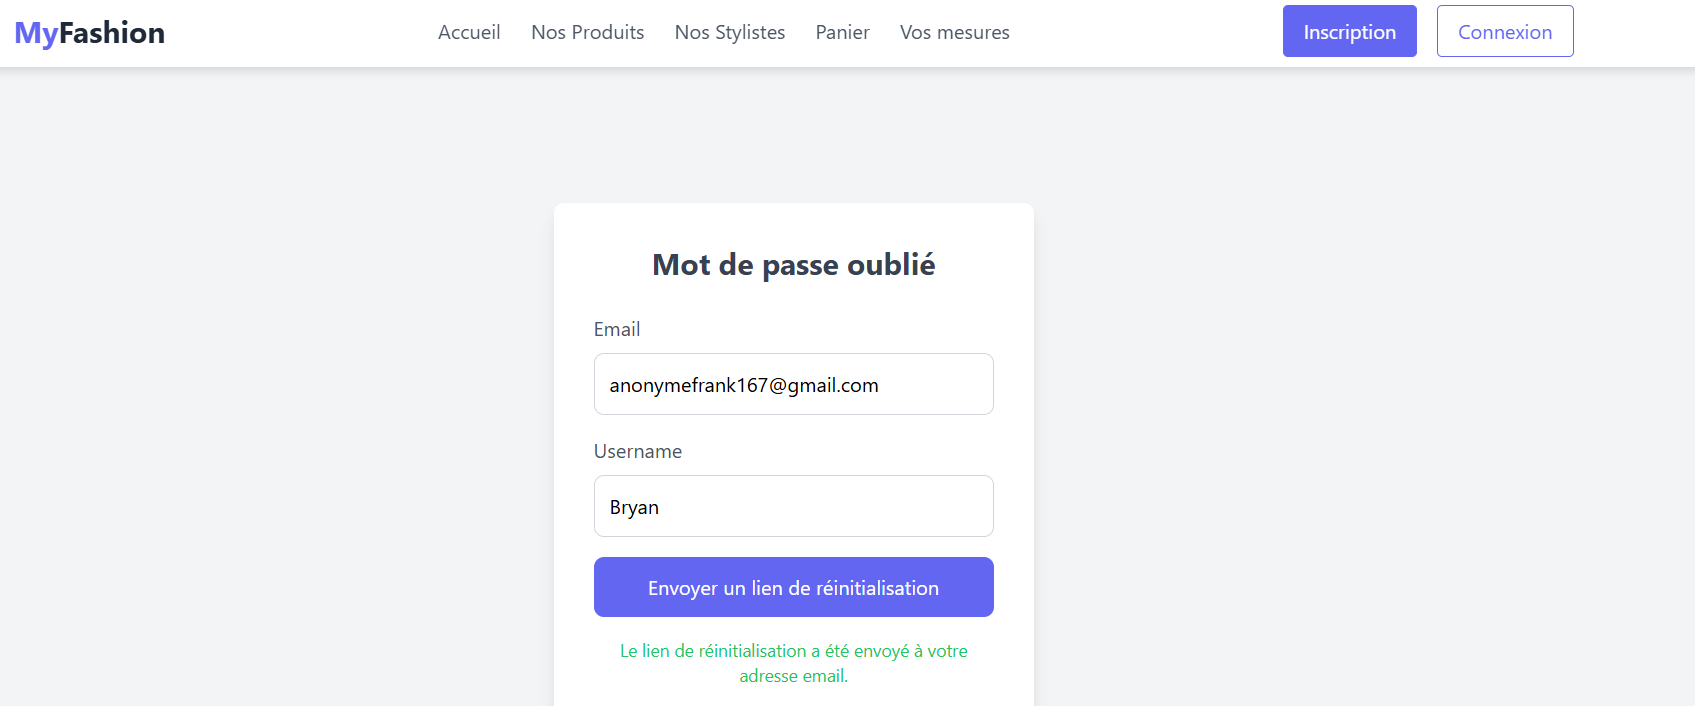 MyFashion
Accueil Nos Produits Nos Stylistes Panier Vos mesures
Inscription Connexion
Mot de passe oublié
Email
anonymefrank167@gmail.com
Username
Bryan
Envoyer un lien de réinitialisation
Le lien de réinitialisation a été envoyé à votre
adresse email.